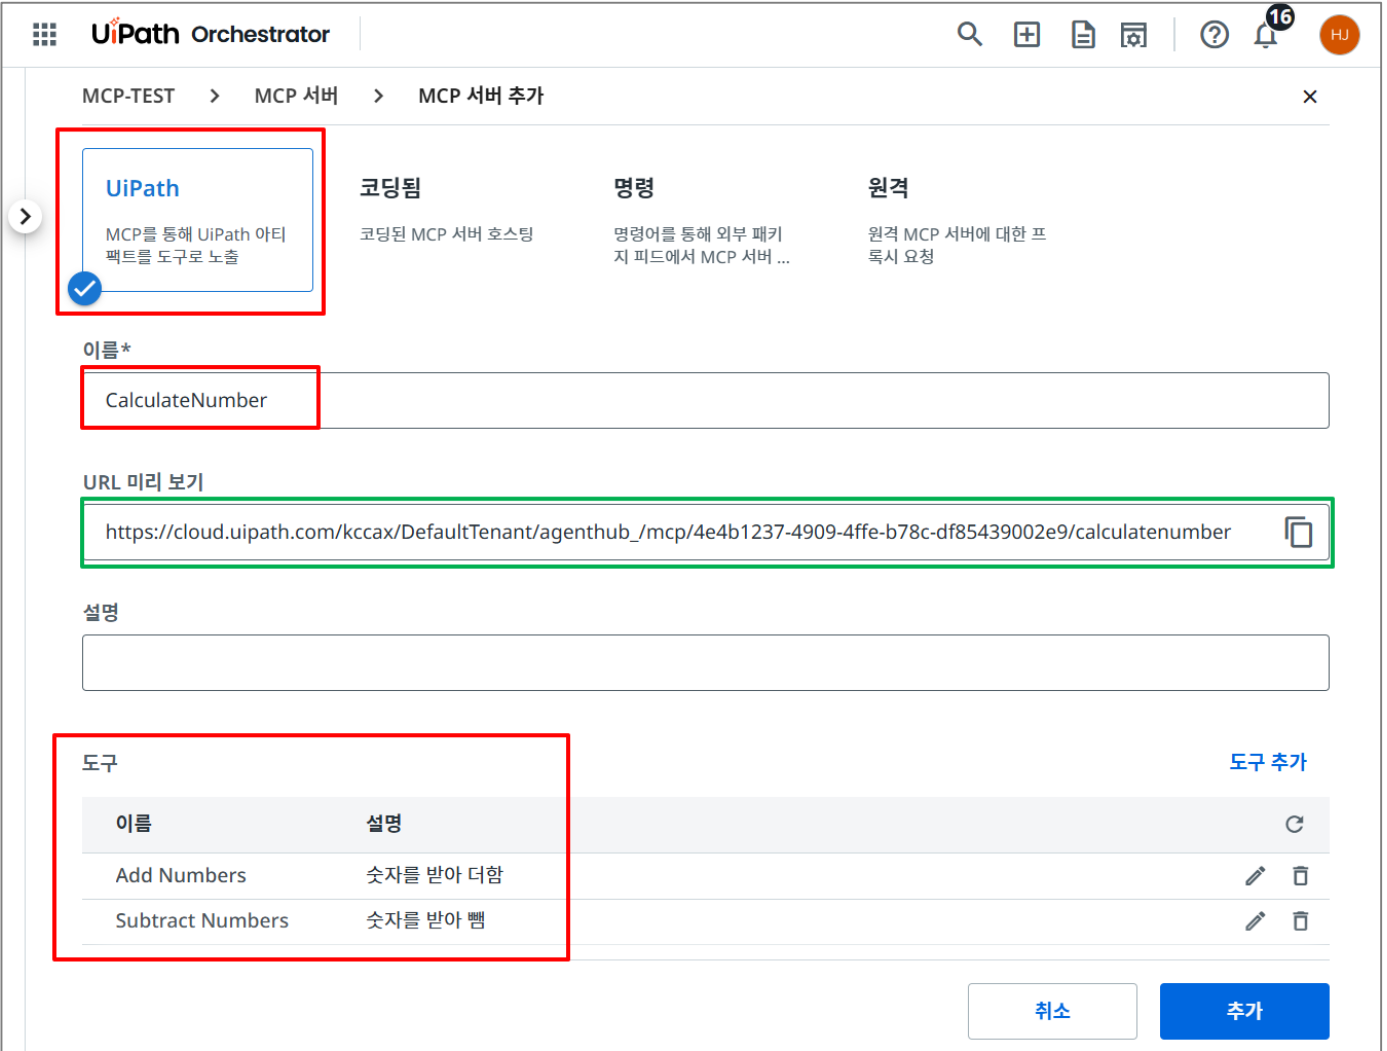 UiPath Orchestrator
16
HJ
MCP-TEST > MCP 서버 > MCP 서버 추가
UiPath
MCP를 통해 UiPath 아티
팩트를 도구로 노출
코딩됨
코딩된 MCP 서버 호스팅
명령
명령어를 통해 외부 패키
지 피드에서 MCP 서버 ...
원격
원격 MCP 서버에 대한 프
록시 요청
이름*
CalculateNumber
URL 미리 보기
https://cloud.uipath.com/kccax/DefaultTenant/agenthub_/mcp/4e4b1237-4909-4ffe-b78c-df85439002e9/calculatenumber
설명
도구
도구 추가
이름 설명
Add Numbers 숫자를 받아 더함
Subtract Numbers 숫자를 받아 뺌
취소
추가